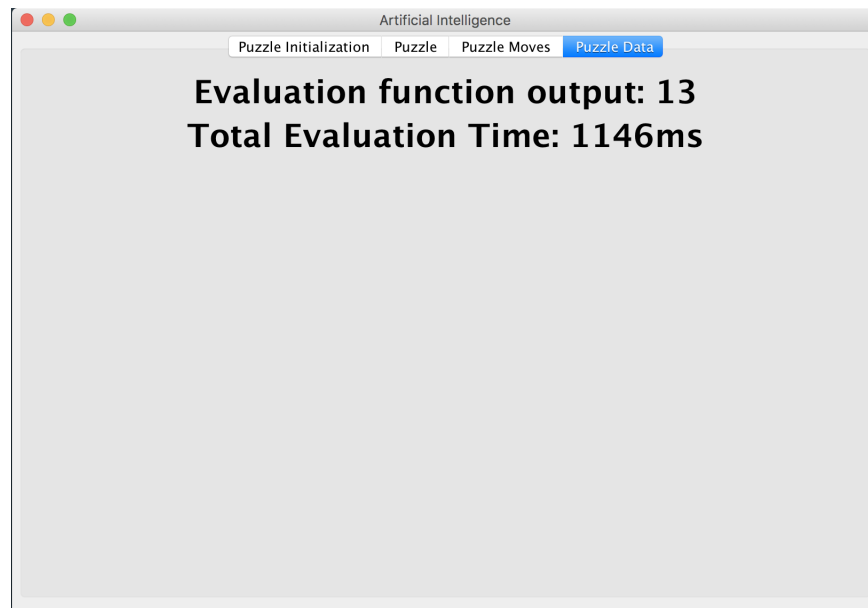 Artificial Intelligence
Puzzle Initialization Puzzle Puzzle Moves Puzzle Data
Evaluation function output: 13
Total Evaluation Time: 1146ms